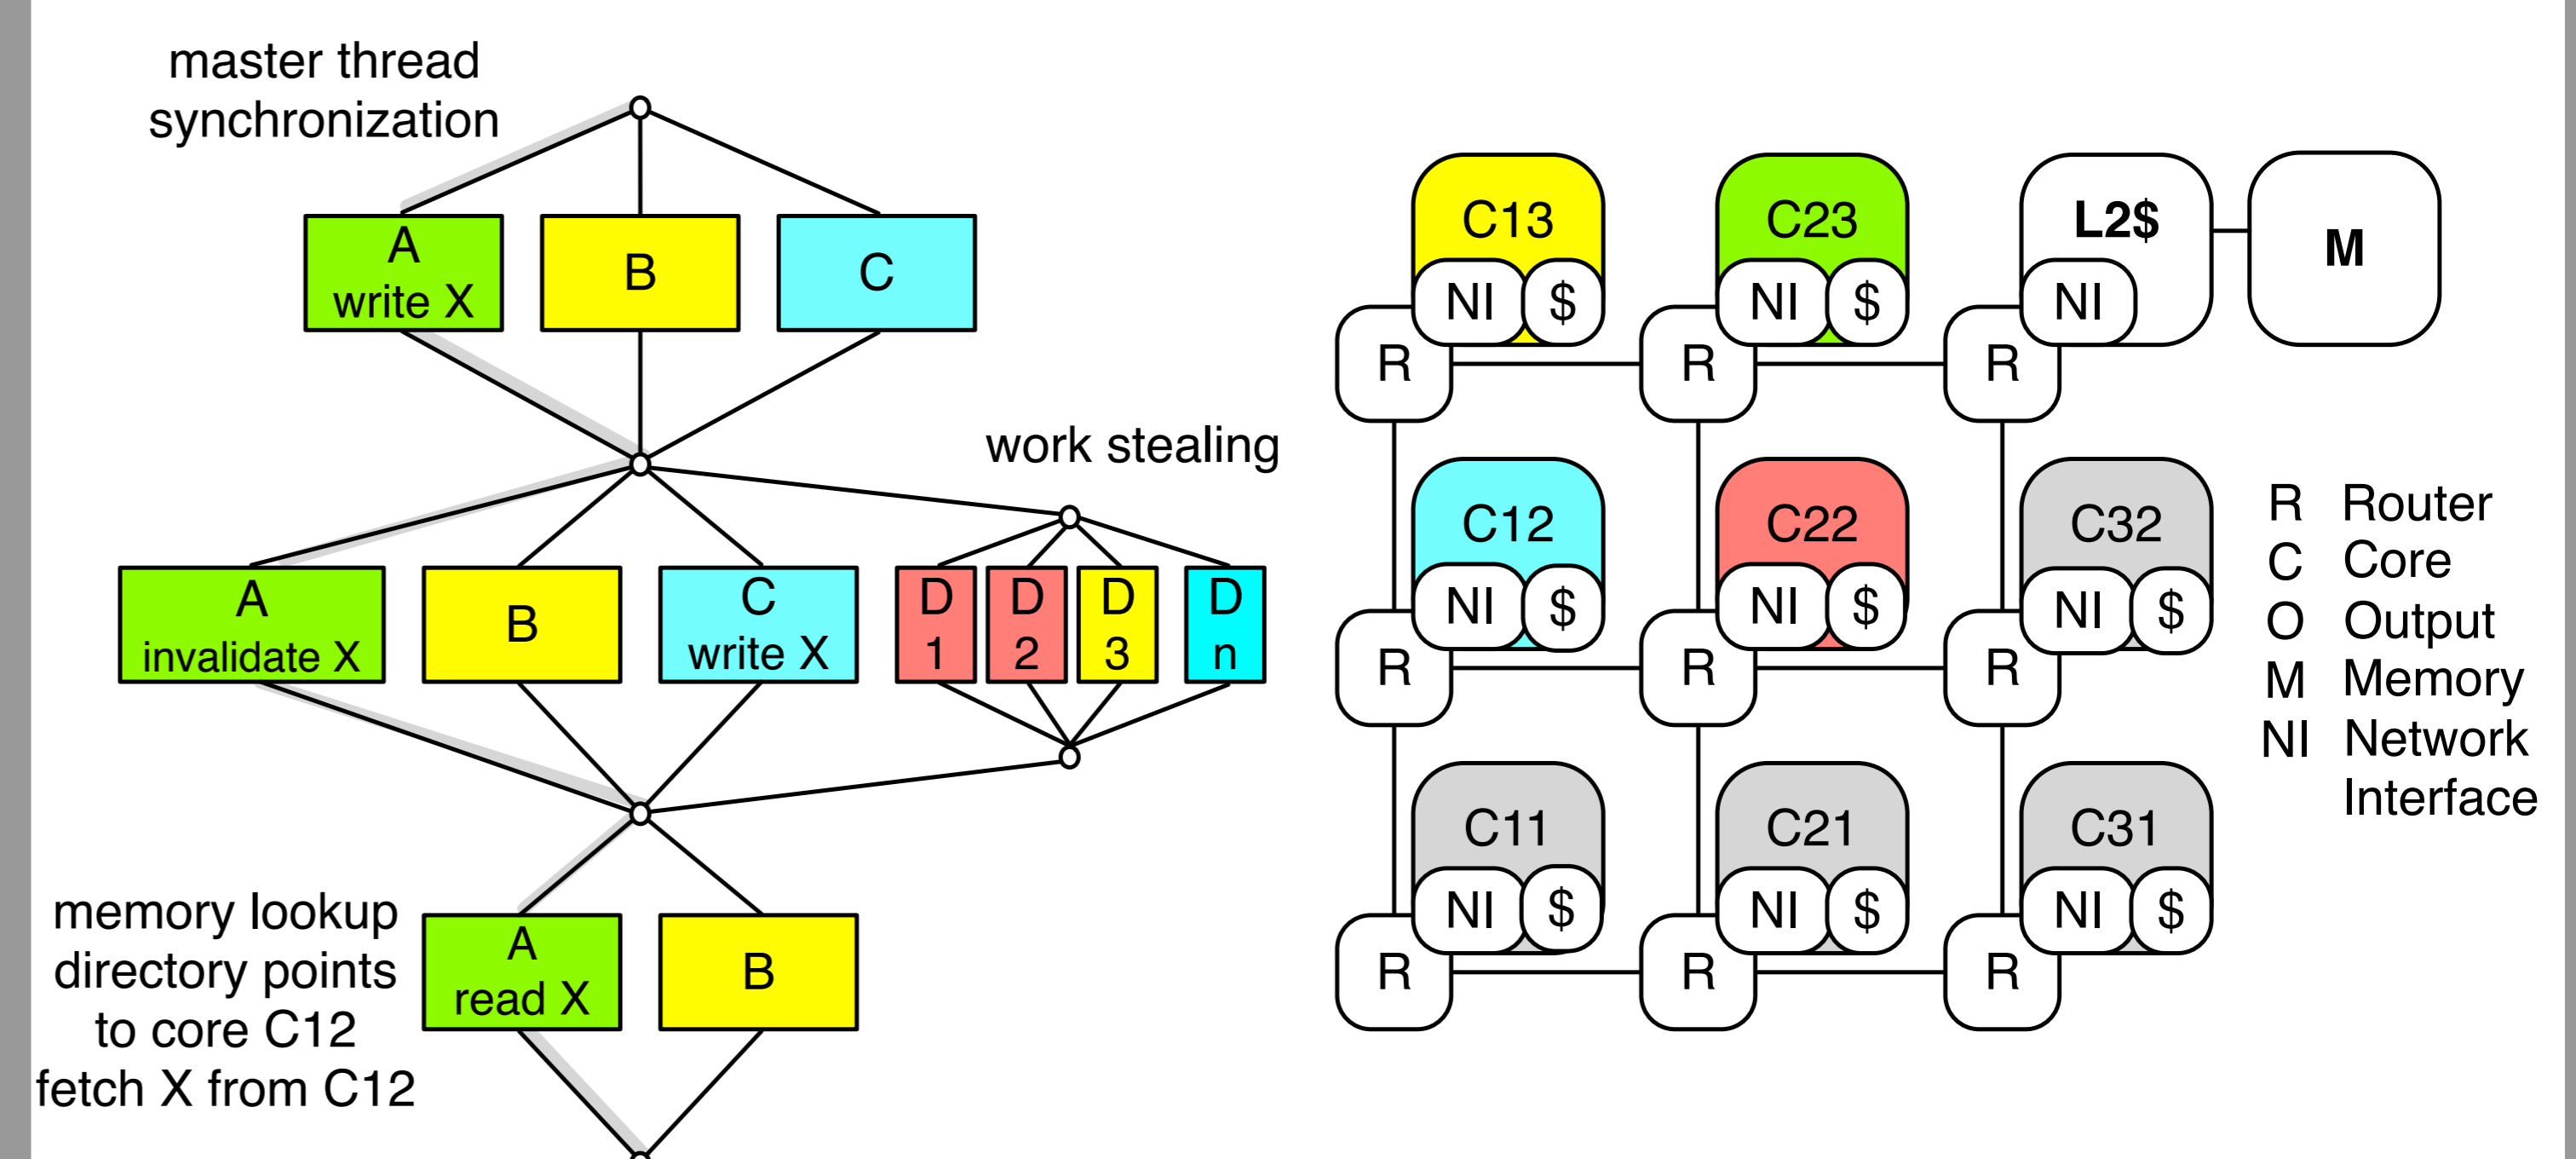 master thread
synchronization
A
write X
B
C
work stealing
A
invalidate X
B
C
write X
D
1
D
2
D
3
D
n
memory lookup
directory points
to core C12
fetch X from C12
A
read X
B
C13
NI $
C23
NI $
L2$
NI
M
R
R
R
C12
NI $
C22
NI $
C32
NI $
R
R
R
C11
NI $
C21
NI $
C31
NI $
R
R
R
R Router
C Core
O Output
M Memory
NI Network
Interface